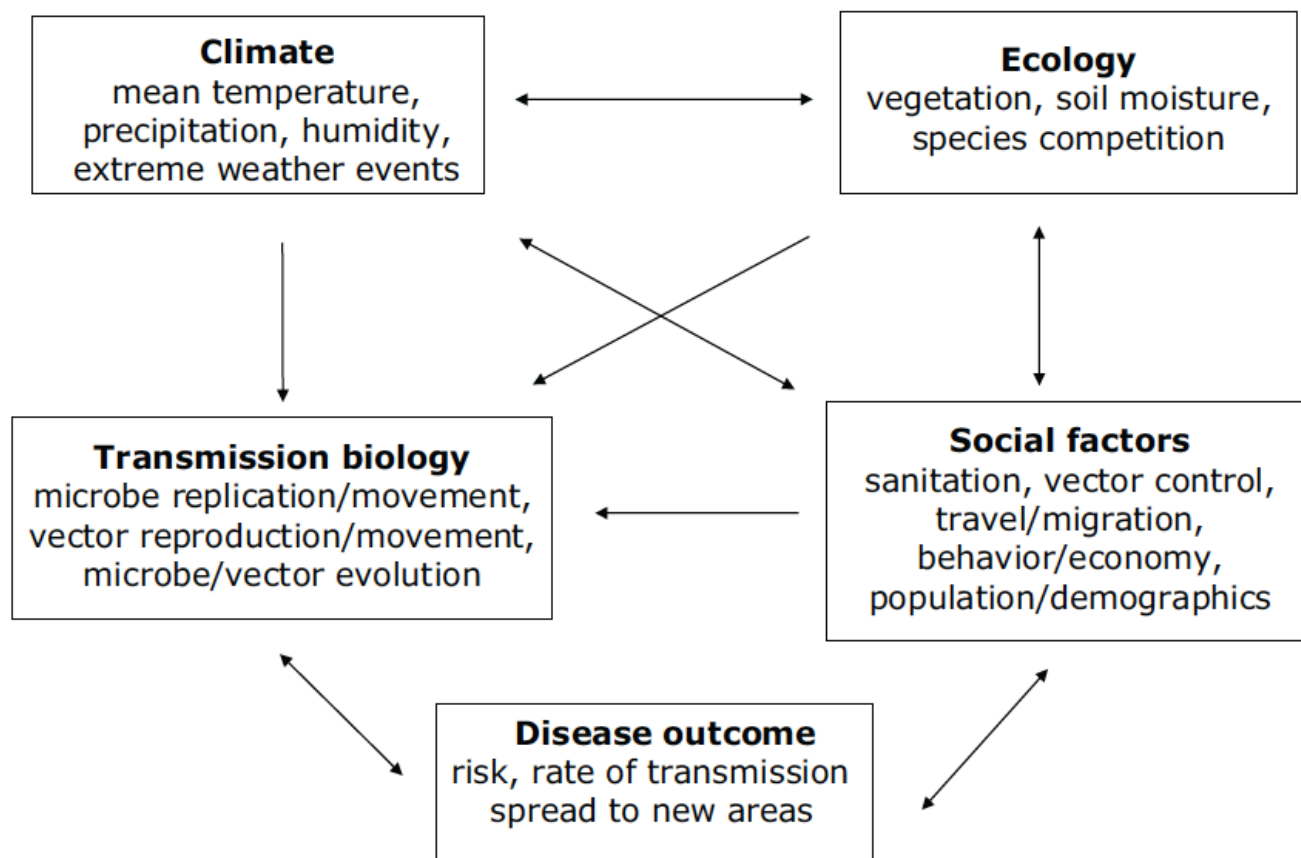 Climate
mean temperature,
precipitation, humidity,
extreme weather events
Ecology
vegetation, soil moisture,
species competition
Transmission biology
microbe replication/movement,
vector reproduction/movement,
microbe/vector evolution
Social factors
sanitation, vector control,
travel/migration,
behavior/economy,
population/demographics
Disease outcome
risk, rate of transmission
spread to new areas